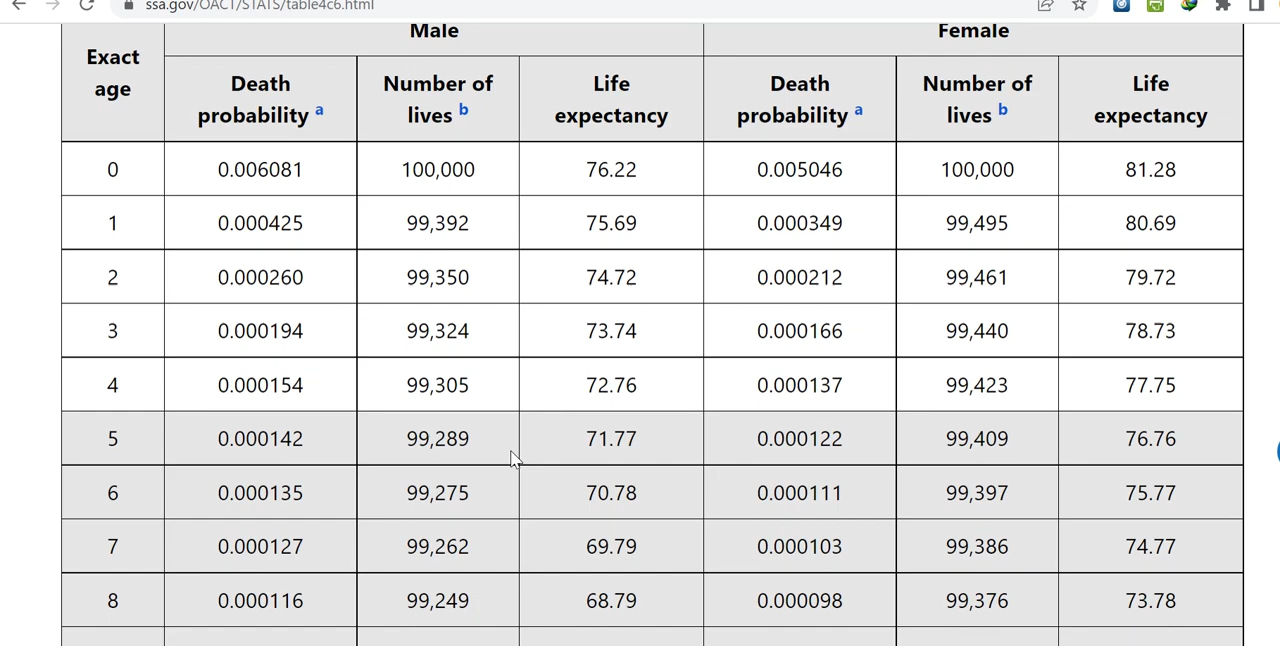 ssa.gov/OACT/STATS/table4c6.html
Male Female
Exact age Death probability a Number of lives b Life expectancy Death probability a Number of lives b Life expectancy
0 0.006081 100,000 76.22 0.005046 100,000 81.28
1 0.000425 99,392 75.69 0.000349 99,495 80.69
2 0.000260 99,350 74.72 0.000212 99,461 79.72
3 0.000194 99,324 73.74 0.000166 99,440 78.73
4 0.000154 99,305 72.76 0.000137 99,423 77.75
5 0.000142 99,289 71.77 0.000122 99,409 76.76
6 0.000135 99,275 70.78 0.000111 99,397 75.77
7 0.000127 99,262 69.79 0.000103 99,386 74.77
8 0.000116 99,249 68.79 0.000098 99,376 73.78